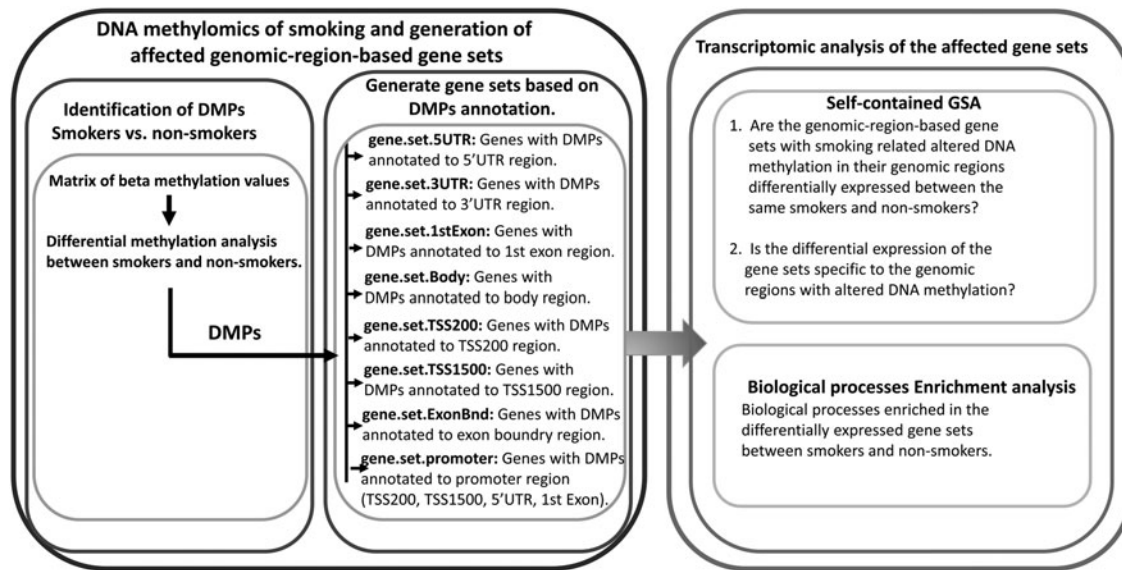 DNA methylomics of smoking and generation of
affected genomic-region-based gene sets
Identification of DMPs
Smokers vs. non-smokers
Matrix of beta methylation values
Differential methylation analysis
between smokers and non-smokers.
DMPs
Generate gene sets based on
DMPs annotation.
gene.set.5UTR: Genes with DMPs
annotated to 5'UTR region.
gene.set.3UTR: Genes with DMPs
annotated to 3'UTR region.
gene.set.1stExon: Genes with
DMPs annotated to 1st exon region.
gene.set.Body: Genes with
DMPs annotated to body region.
gene.set.TSS200: Genes with DMPs
annotated to TSS200 region.
gene.set.TSS1500: Genes with
DMPs annotated to TSS1500 region.
gene.set.ExonBnd: Genes with DMPs
annotated to exon boundry region.
gene.set.promoter: Genes with DMPs
annotated to promoter region
(TSS200, TSS1500, 5'UTR, 1st Exon).
Transcriptomic analysis of the affected gene sets
Self-contained GSA
1. Are the genomic-region-based gene
sets with smoking related altered DNA
methylation in their genomic regions
differentially expressed between the
same smokers and non-smokers?
2. Is the differential expression of the
gene sets specific to the genomic
regions with altered DNA methylation?
Biological processes Enrichment analysis
Biological processes enriched in the
differentially expressed gene sets
between smokers and non-smokers.